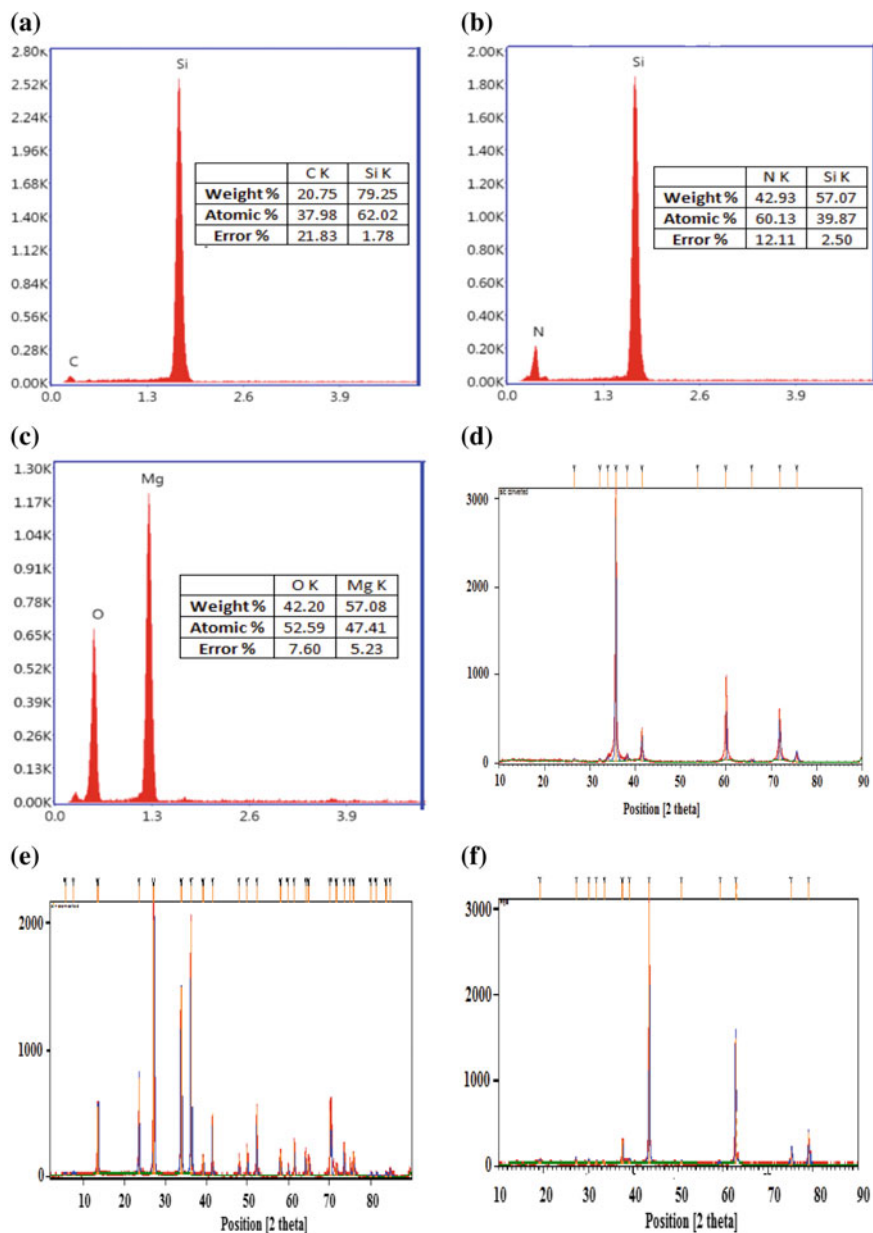 (a)
2.80K
2.52K
2.24K
1.96K
1.68K
1.40K
1.12K
0.84K
0.56K
0.28K
0.00K
Si
C
C K Si K
Weight % 20.75 79.25
Atomic % 37.98 62.02
Error % 21.83 1.78
0.0 1.3 2.6 3.9
(b)
2.00K
1.80K
1.60K
1.40K
1.20K
1.00K
0.80K
0.60K
0.40K
0.20K
0.00K
Si
N
N K Si K
Weight % 42.93 57.07
Atomic % 60.13 39.87
Error % 12.11 2.50
0.0 1.3 2.6 3.9
(c)
1.30K
1.17K
1.04K
0.91K
0.78K
0.65K
0.52K
0.39K
0.26K
0.13K
0.00K
Mg
O
O K Mg K
Weight % 42.20 57.08
Atomic % 52.59 47.41
Error % 7.60 5.23
0.0 1.3 2.6 3.9
(d)
3000
2000
1000
0
10 20 30 40 50 60 70 80 90
Position [2 theta]
(e)
2000
1000
0
10 20 30 40 50 60 70 80
Position [2 theta]
(f)
3000
2000
1000
0
10 20 30 40 50 60 70 80 90
Position [2 theta]